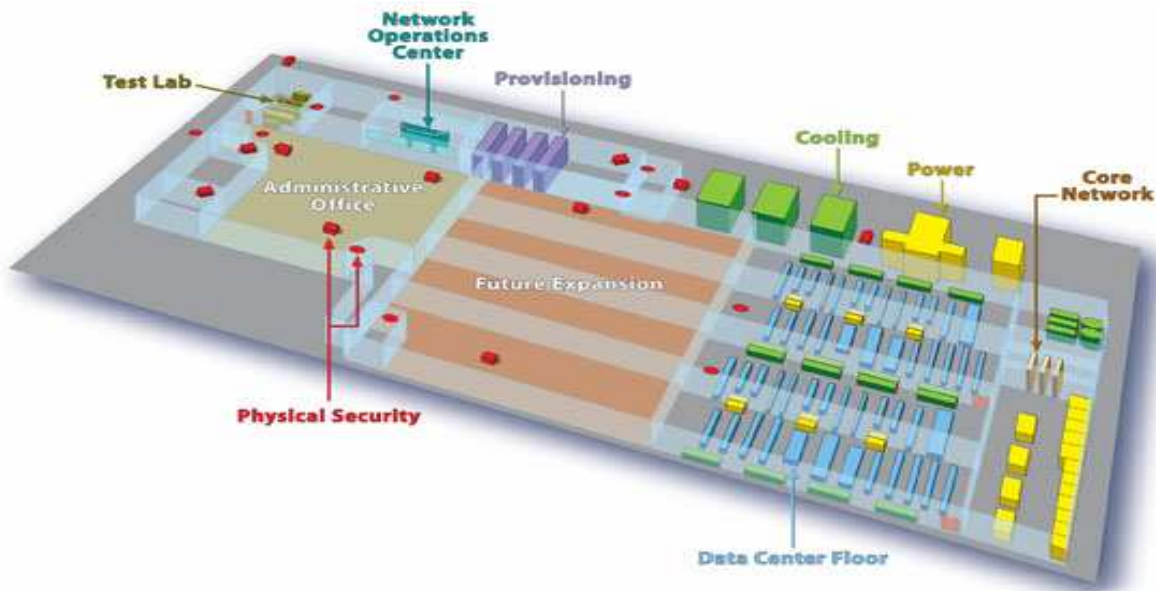 Network
Operations
Center
Test Lab
Provisioning
Cooling
Power
Core
Network
Administrative
Office
Future Expansion
Physical Security
Data Center Floor